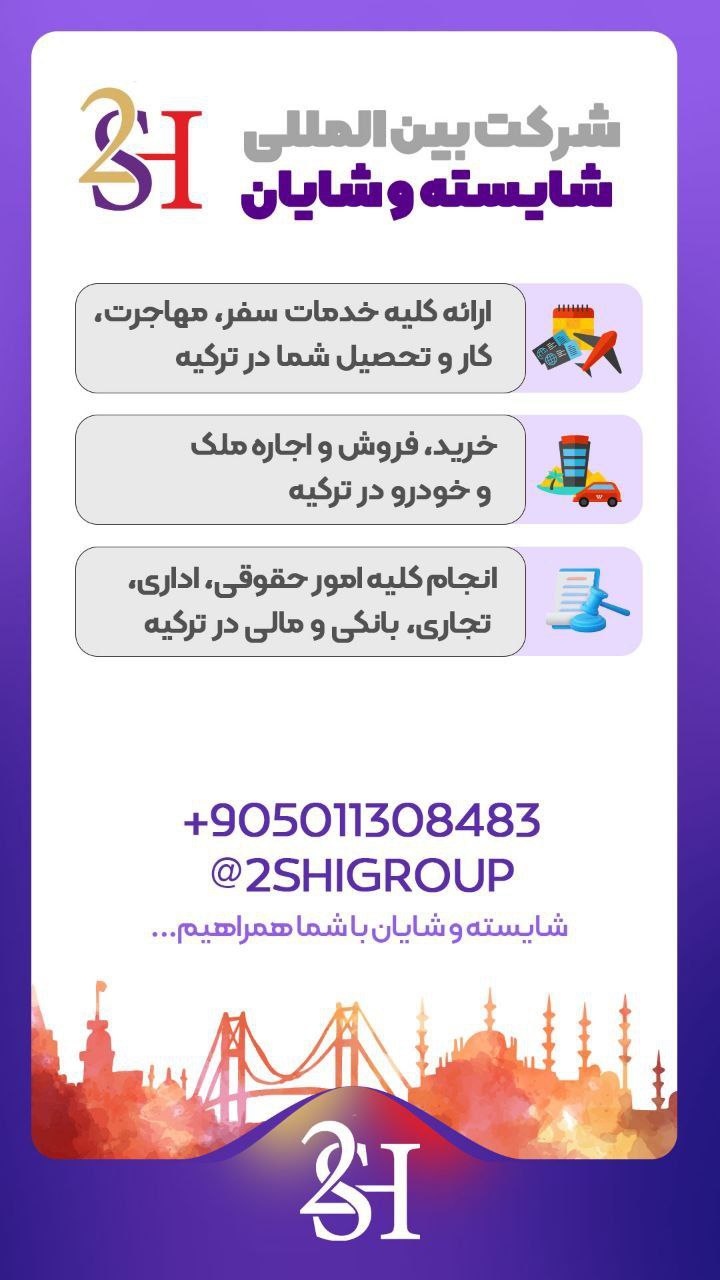 2SHI
شرکت بین المللی
شایسته و شایان
ارائه کلیه خدمات سفر، مهاجرت،
کار و تحصیل شما در ترکیه
خرید، فروش و اجاره ملک
و خودرو در ترکیه
انجام کلیه امور حقوقی، اداری،
تجاری، بانکی و مالی در ترکیه
+905011308483
@2SHIGROUP
شایسته و شایان با شما همراهیم...
2SHI